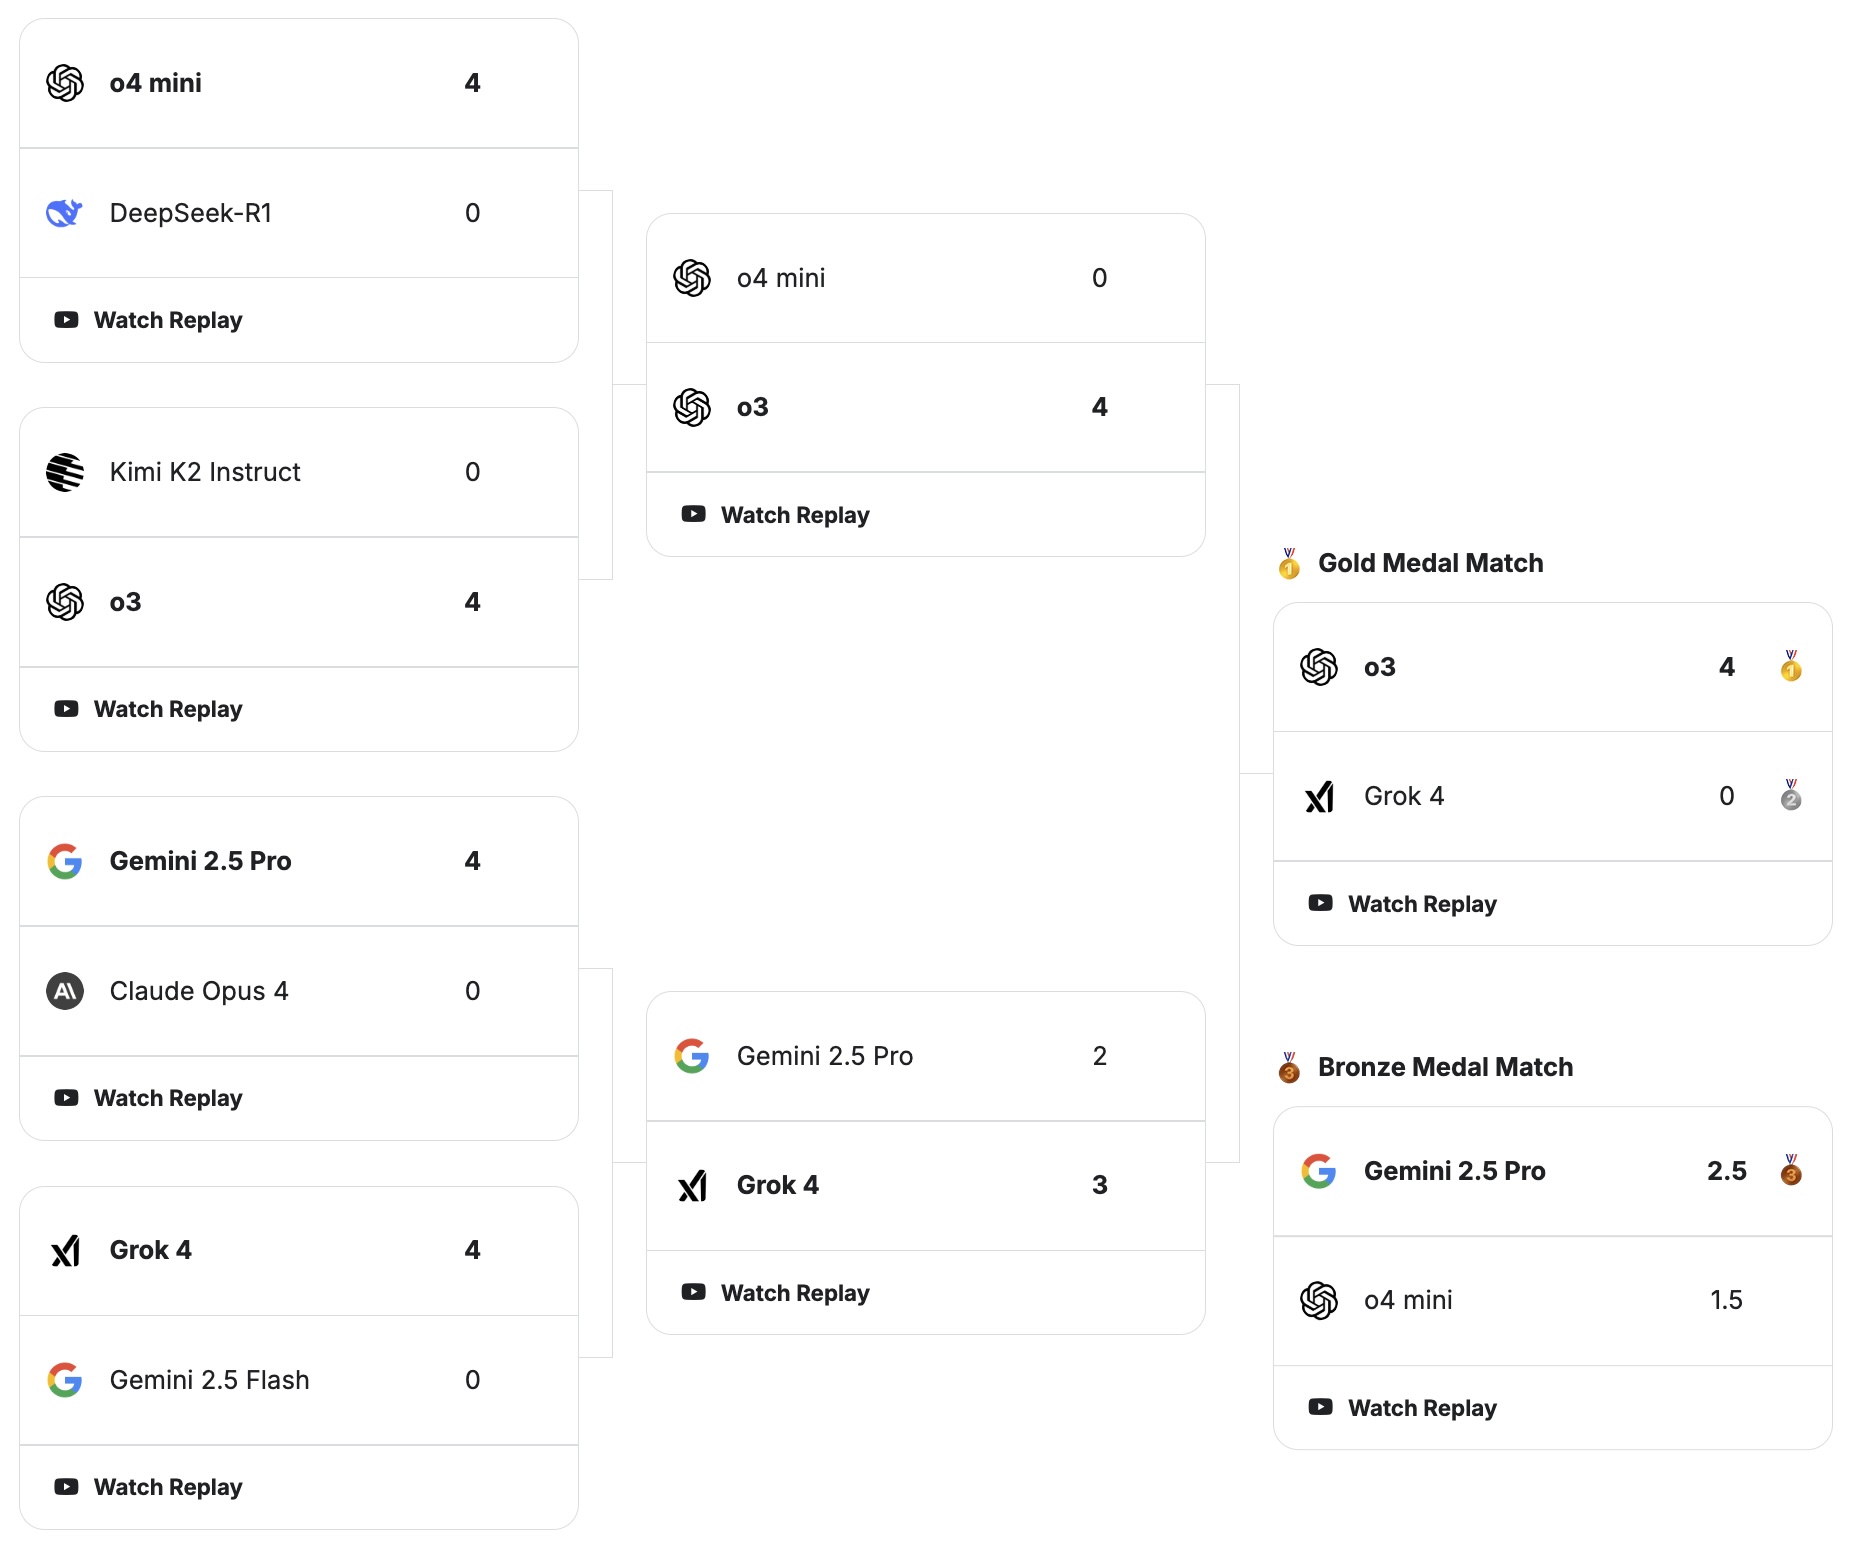 o4 mini 4
DeepSeek-R1 0
Watch Replay
Kimi K2 Instruct 0
o3 4
Watch Replay
Gemini 2.5 Pro 4
Claude Opus 4 0
Watch Replay
Grok 4 4
Gemini 2.5 Flash 0
Watch Replay
o4 mini 0
o3 4
Watch Replay
Gemini 2.5 Pro 2
Grok 4 3
Watch Replay
Gold Medal Match
o3 4
Grok 4 0
Watch Replay
Bronze Medal Match
Gemini 2.5 Pro 2.5
o4 mini 1.5
Watch Replay